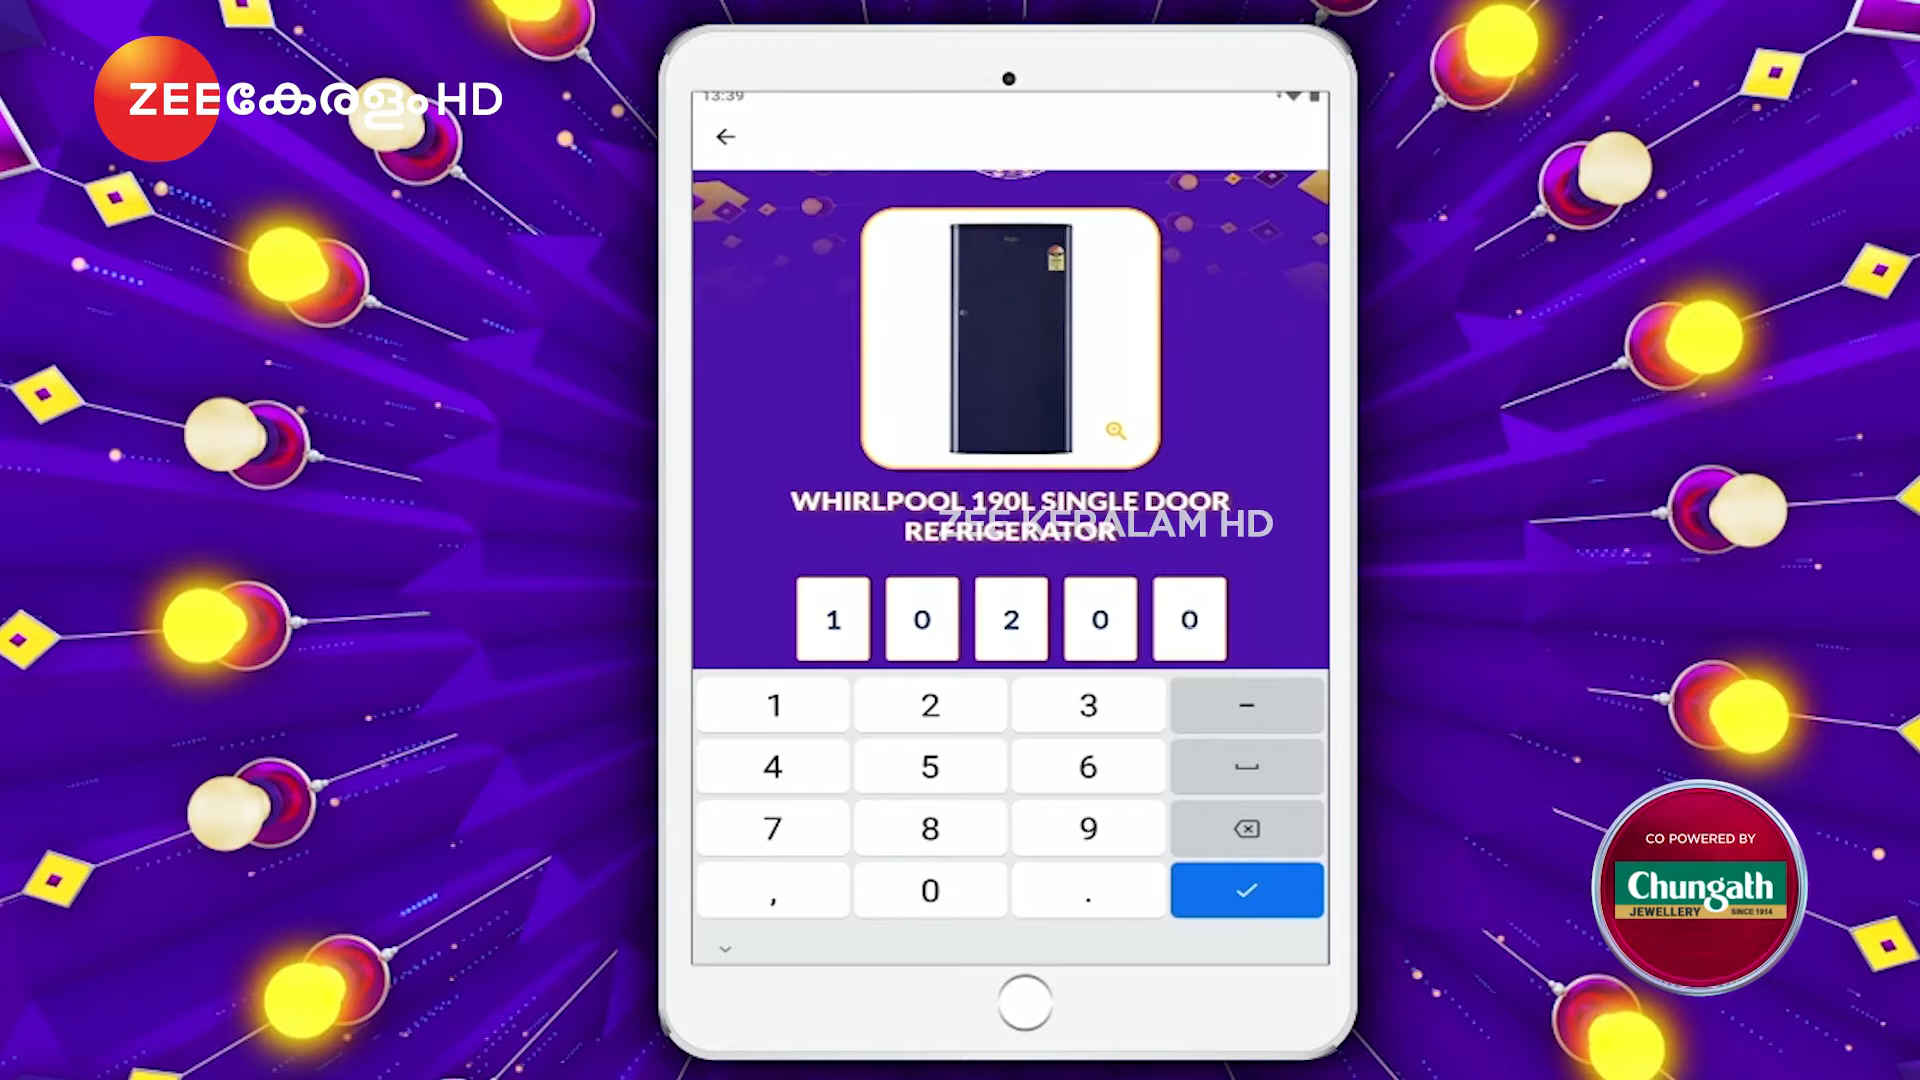 ZEEകേരളംHD
13:39
WHIRLPOOL 190L SINGLE DOOR
REFRIGERATOR
ZEE KERALAM HD
1 0 2 0 0
1 2 3 -
4 5 6
7 8 9
, 0 .
CO POWERED BY
Chungath
JEWELLERY SINCE 1914